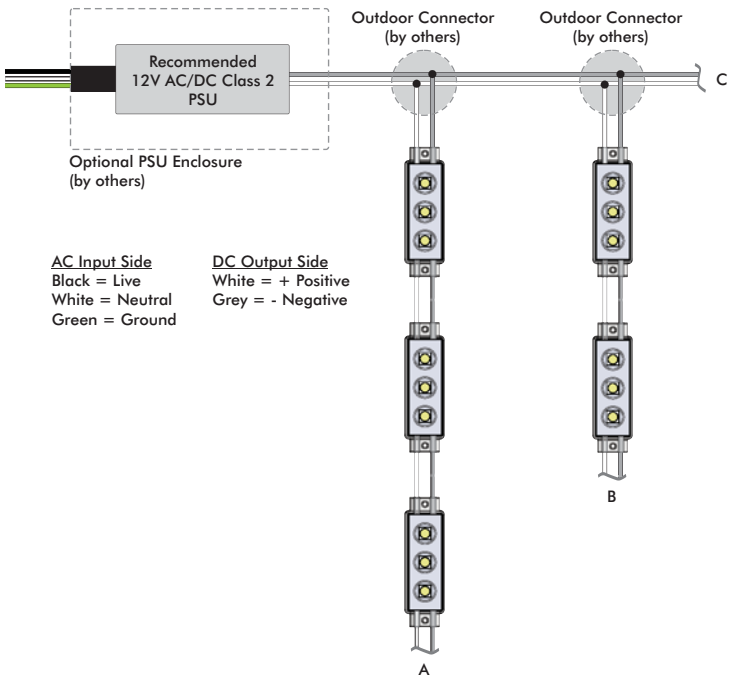 Outdoor Connector
(by others)
Outdoor Connector
(by others)
Recommended
12V AC/DC Class 2
PSU
C
Optional PSU Enclosure
(by others)
AC Input Side
Black = Live
White = Neutral
Green = Ground
DC Output Side
White = + Positive
Grey = - Negative
B
A